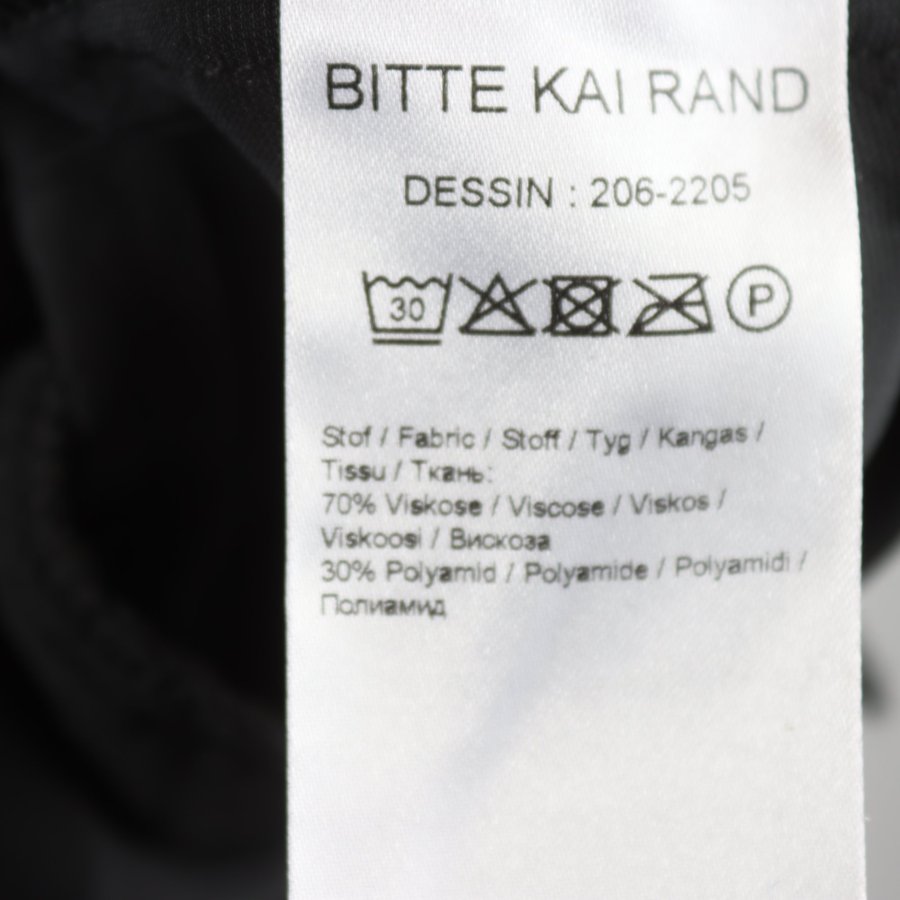 BITTE KAI RAND
DESSIN : 206-2205
30 P
Stof / Fabric / Stoff / Tyg / Kangas /
Tissu / Ткань:
70% Viskose / Viscose / Viskos /
Viskoosi / Вискоза
30% Polyamid / Polyamide / Polyamidi /
Полиамид